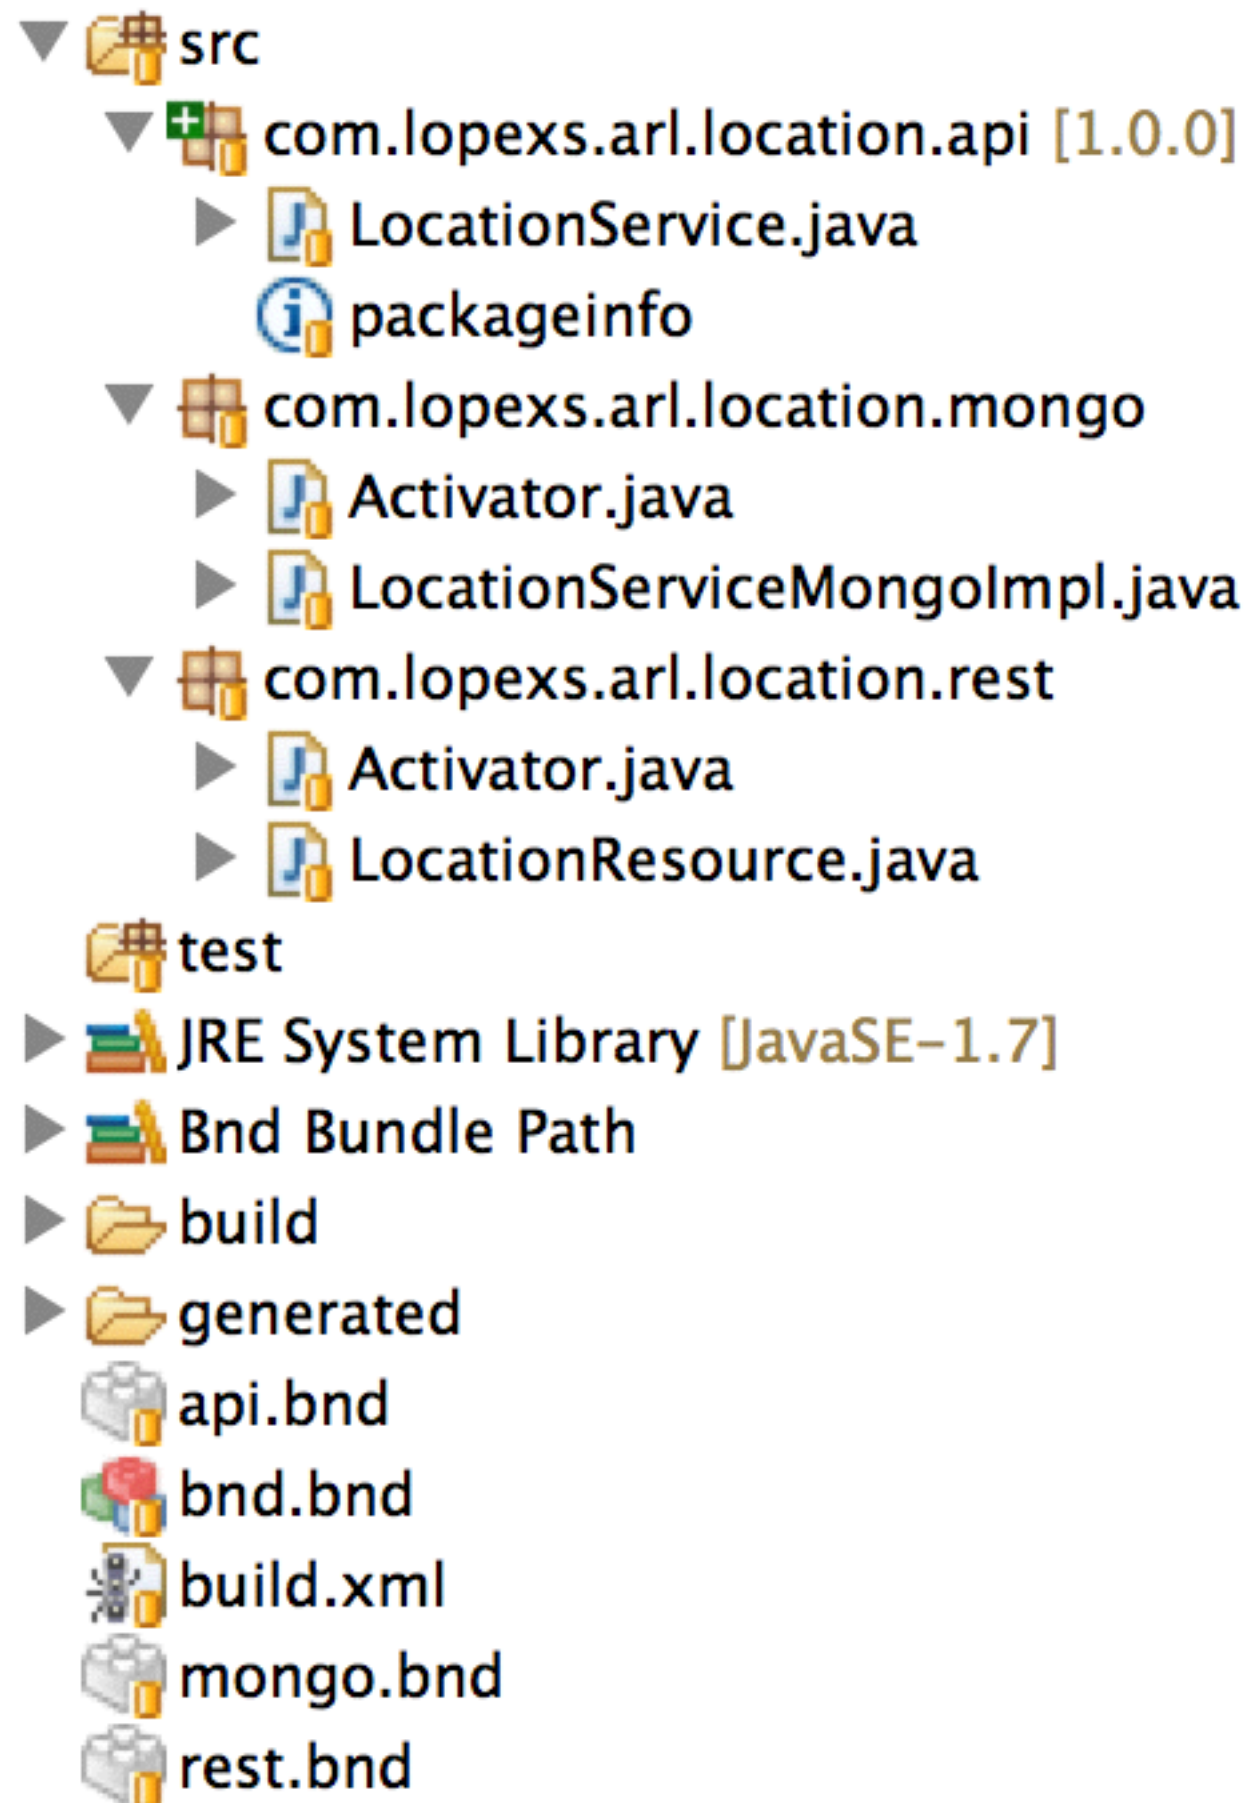 src
com.lopexs.arl.location.api [1.0.0]
LocationService.java
packageinfo
com.lopexs.arl.location.mongo
Activator.java
LocationServiceMongoImpl.java
com.lopexs.arl.location.rest
Activator.java
LocationResource.java
test
JRE System Library [JavaSE-1.7]
Bnd Bundle Path
build
generated
api.bnd
bnd.bnd
build.xml
mongo.bnd
rest.bnd